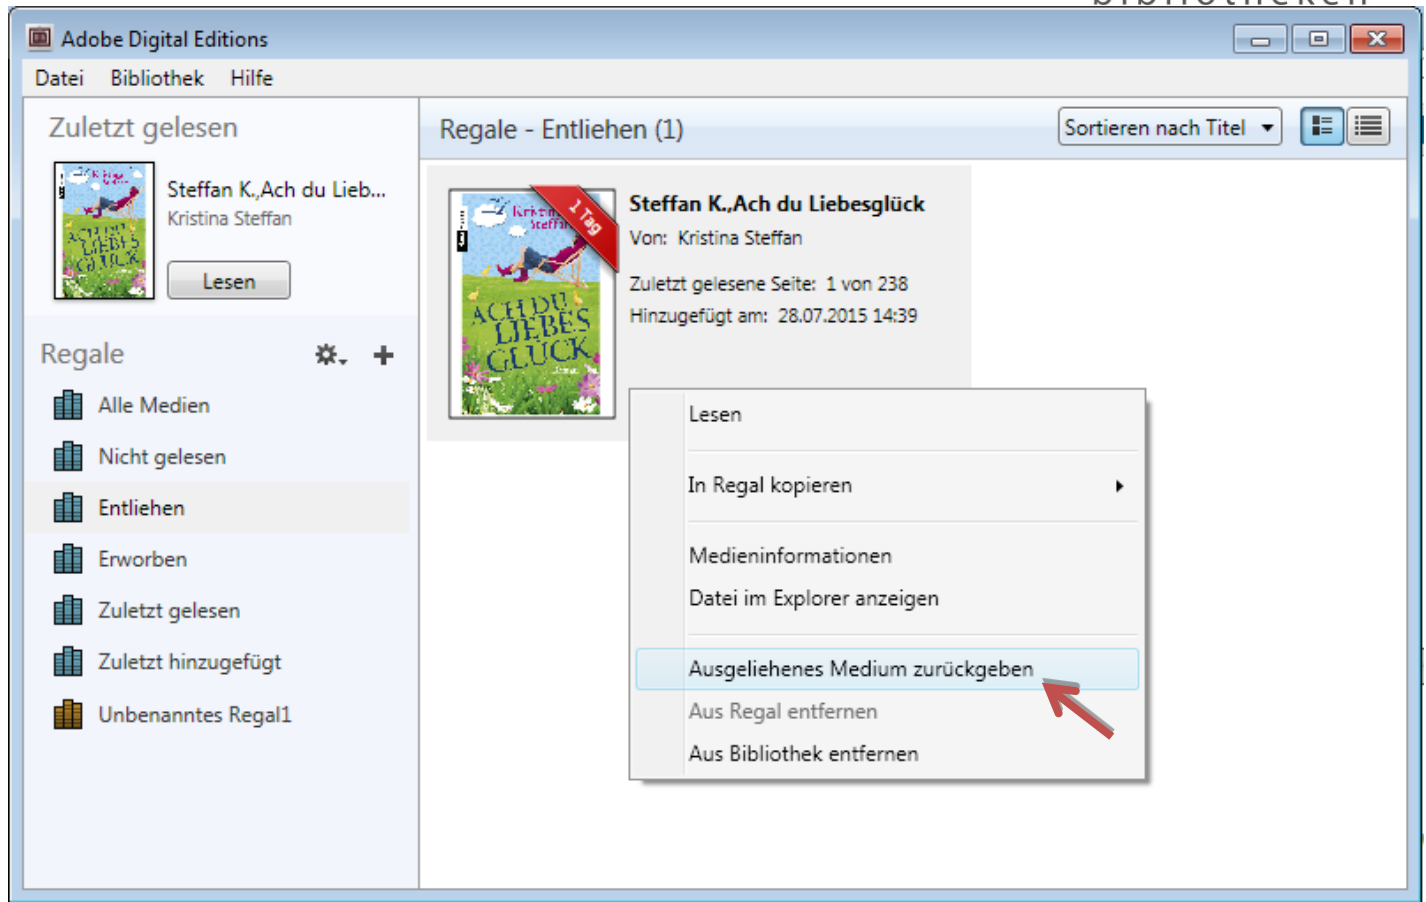 bibliotheken
Adobe Digital Editions
Datei Bibliothek Hilfe
Zuletzt gelesen
Steffan K.,Ach du Lieb...
Kristina Steffan
Lesen
Regale
Alle Medien
Nicht gelesen
Entliehen
Erworben
Zuletzt gelesen
Zuletzt hinzugefügt
Unbenanntes Regal1
Regale - Entliehen (1)
Sortieren nach Titel
1 Tag
Kristina
Steffan
ACH DU
LIEBES
GLÜCK
Steffan K.,Ach du Liebesglück
Von: Kristina Steffan
Zuletzt gelesene Seite: 1 von 238
Hinzugefügt am: 28.07.2015 14:39
Lesen
In Regal kopieren
Medieninformationen
Datei im Explorer anzeigen
Ausgeliehenes Medium zurückgeben
Aus Regal entfernen
Aus Bibliothek entfernen